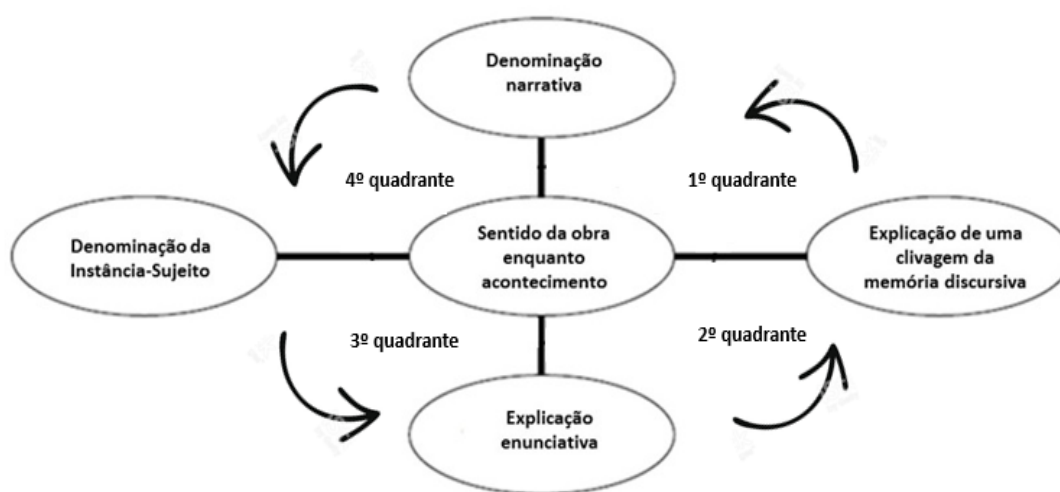 Denominação
narrativa
4º quadrante
1º quadrante
Denominação da
Instância-Sujeito
Sentido da obra
enquanto
acontecimento
Explicação de uma
clivagem da
memória discursiva
3º quadrante
2º quadrante
Explicação
enunciativa